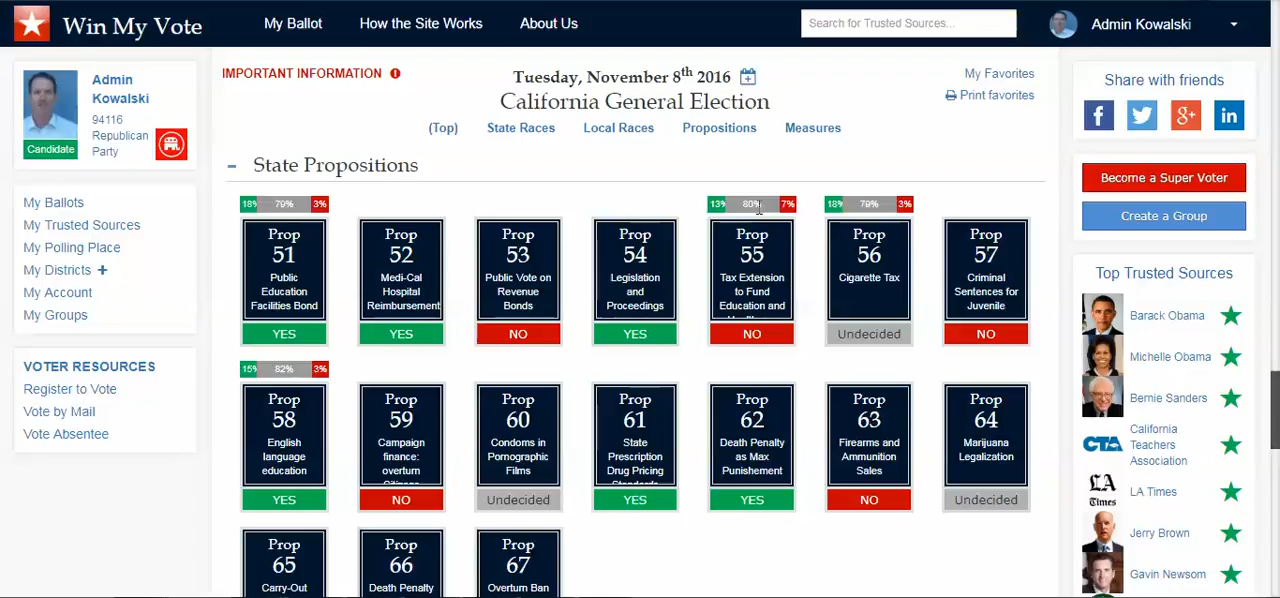 Win My Vote
My Ballot
How the Site Works
About Us
Search for Trusted Sources...
Admin Kowalski
Admin
Kowalski
94116
Republican
Party
Candidate
My Ballots
My Trusted Sources
My Polling Place
My Districts +
My Account
My Groups
VOTER RESOURCES
Register to Vote
Vote by Mail
Vote Absentee
IMPORTANT INFORMATION
Tuesday, November 8th 2016
California General Election
My Favorites
Print favorites
(Top)
State Races
Local Races
Propositions
Measures
State Propositions
18% 79% 3%
Prop
51
Public
Education
Facilities Bond
YES
Prop
52
Medi-Cal
Hospital
Reimbursement
YES
Prop
53
Public Vote on
Revenue
Bonds
NO
Prop
54
Legislation
and
Proceedings
YES
13% 80% 7%
Prop
55
Tax Extension
to Fund
Education and
NO
18% 79% 3%
Prop
56
Cigarette Tax
Undecided
Prop
57
Criminal
Sentences for
Juvenile
NO
15% 82% 3%
Prop
58
English
language
education
YES
Prop
59
Campaign
finance:
overturn
NO
Prop
60
Condoms in
Pornographic
Films
Undecided
Prop
61
State
Prescription
Drug Pricing
YES
Prop
62
Death Penalty
as Max
Punishement
YES
Prop
63
Firearms and
Ammunition
Sales
NO
Prop
64
Marijuana
Legalization
Undecided
Prop
65
Carry-Out
Prop
66
Death Penalty
Prop
67
Overturn Ban
Share with friends
f
g+
in
Become a Super Voter
Create a Group
Top Trusted Sources
Barack Obama
Michelle Obama
Bernie Sanders
CTA
California
Teachers
Association
LA
Times
LA Times
Jerry Brown
Gavin Newsom